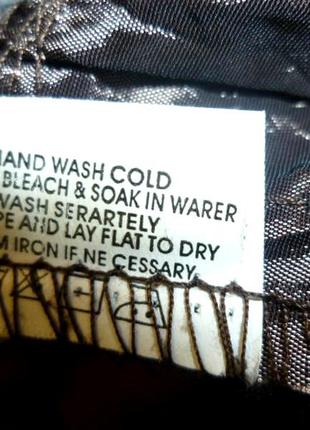 HAND WASH COLD
BLEACH & SOAK IN WARER
WASH SERARTELY
PE AND LAY FLAT TO DRY
M IRON IF NE CESSARY